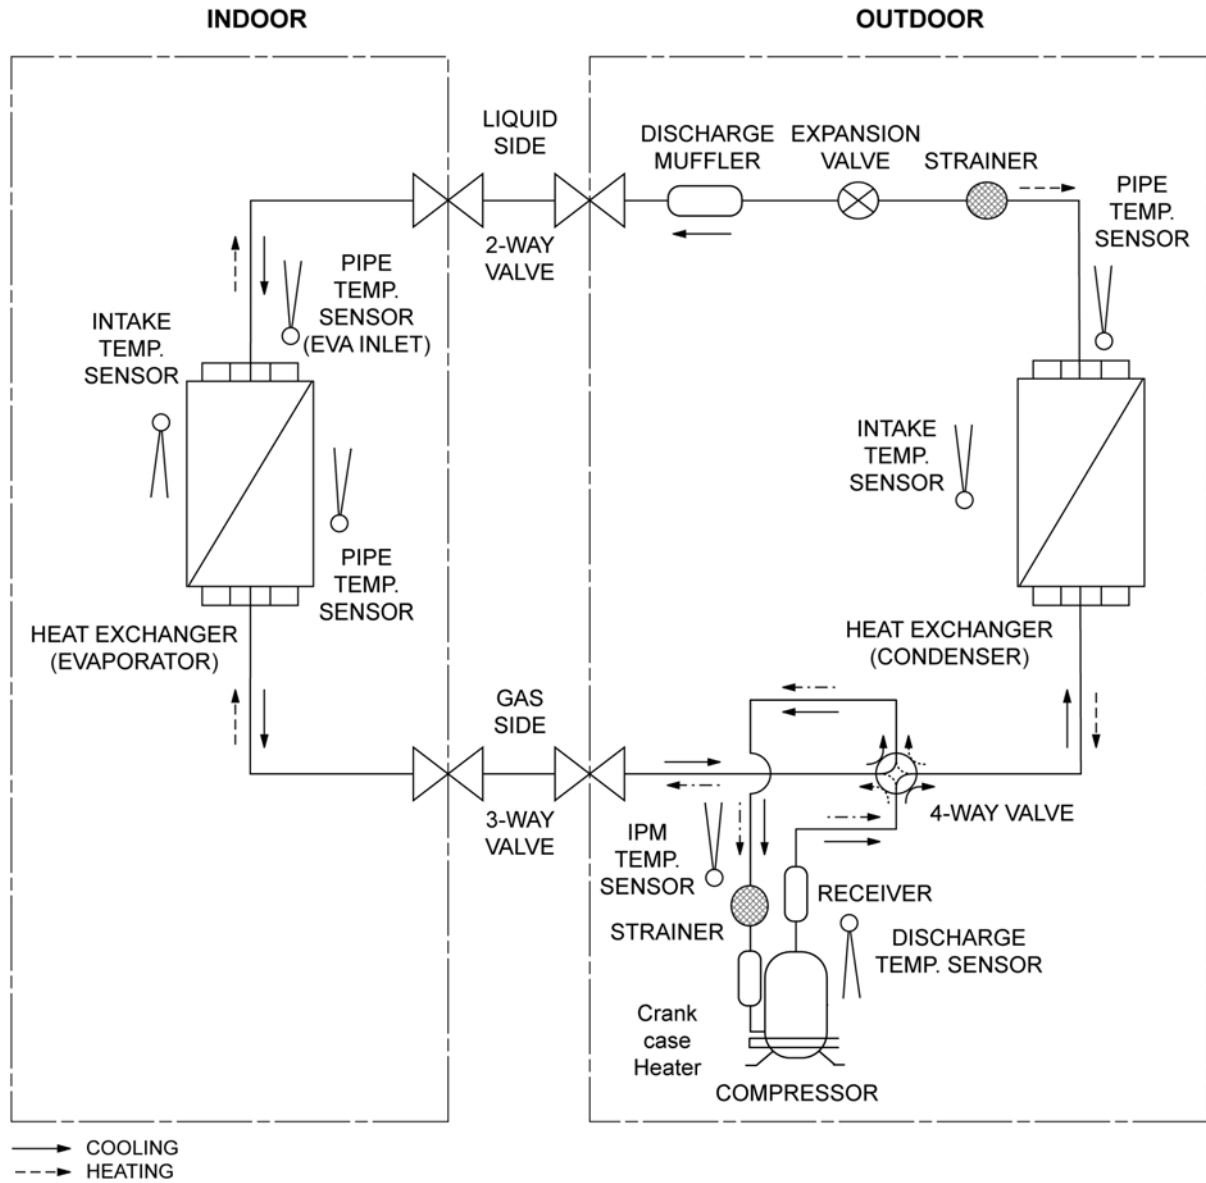 INDOOR
OUTDOOR
LIQUID
SIDE
DISCHARGE
MUFFLER
EXPANSION
VALVE
STRAINER
PIPE
TEMP.
SENSOR
2-WAY
VALVE
PIPE
TEMP.
SENSOR
(EVA INLET)
INTAKE
TEMP.
SENSOR
INTAKE
TEMP.
SENSOR
PIPE
TEMP.
SENSOR
HEAT EXCHANGER
(EVAPORATOR)
HEAT EXCHANGER
(CONDENSER)
GAS
SIDE
3-WAY
VALVE
4-WAY VALVE
IPM
TEMP.
SENSOR
RECEIVER
STRAINER
DISCHARGE
TEMP. SENSOR
Crank
case
Heater
COMPRESSOR
COOLING
HEATING